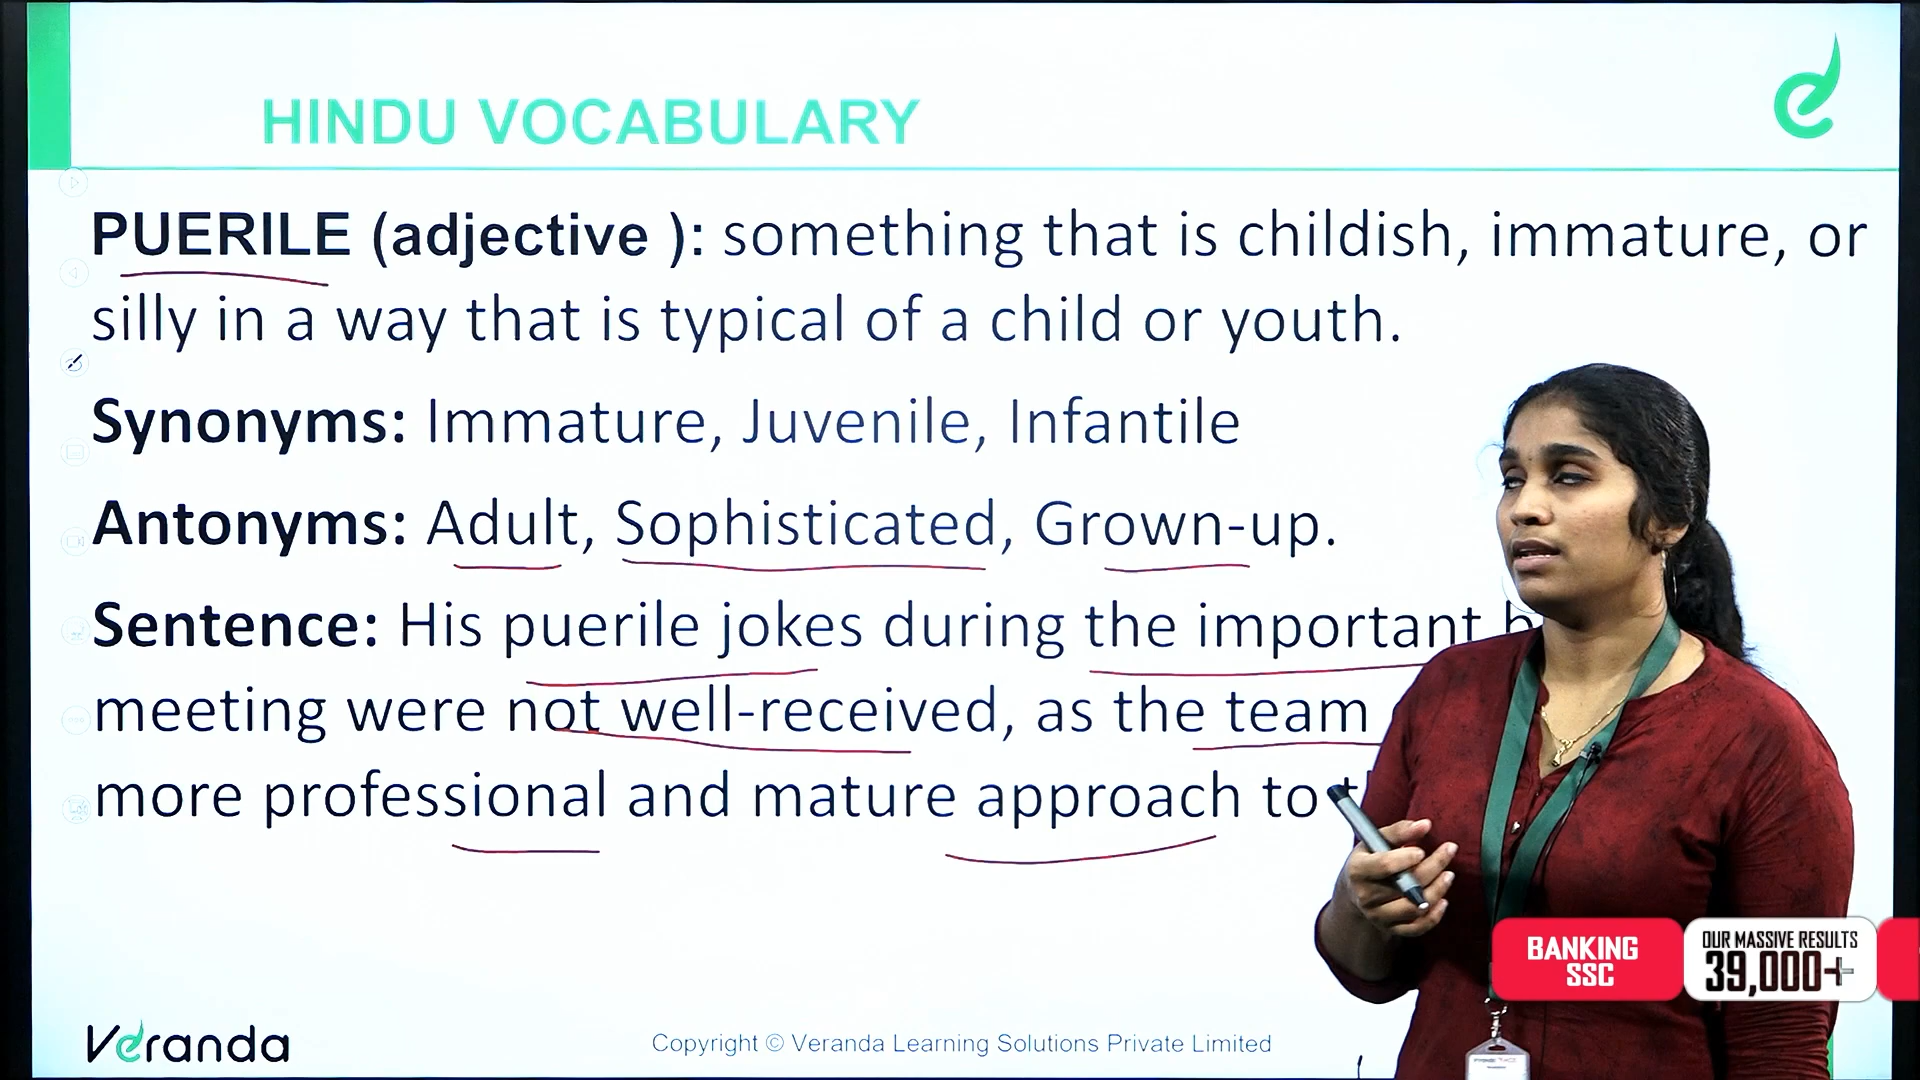 HINDU VOCABULARY
PUERILE (adjective ): something that is childish, immature, or
silly in a way that is typical of a child or youth.
Synonyms: Immature, Juvenile, Infantile
Antonyms: Adult, Sophisticated, Grown-up.
Sentence: His puerile jokes during the important
meeting were not well-received, as the team
more professional and mature approach to
BANKING
SSC
OUR MASSIVE RESULTS
39,000+
Veranda
Copyright © Veranda Learning Solutions Private Limited